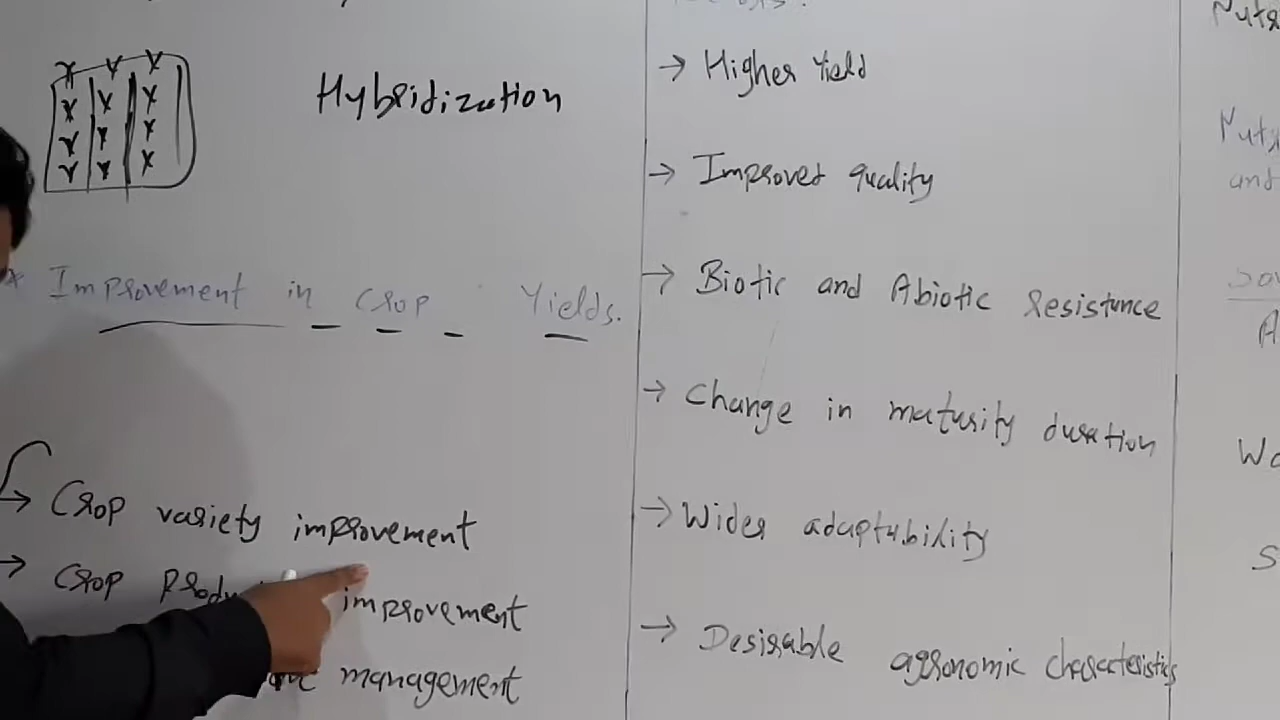 Hybridization
* Improvement in Crop Yields.
→ Crop variety improvement
→ Crop improvement
management
→ Higher Yield
→ Improved quality
→ Biotic and Abiotic Resistance
→ Change in maturity duration
→ Wider adaptability
→ Desirable agronomic characteristics
and